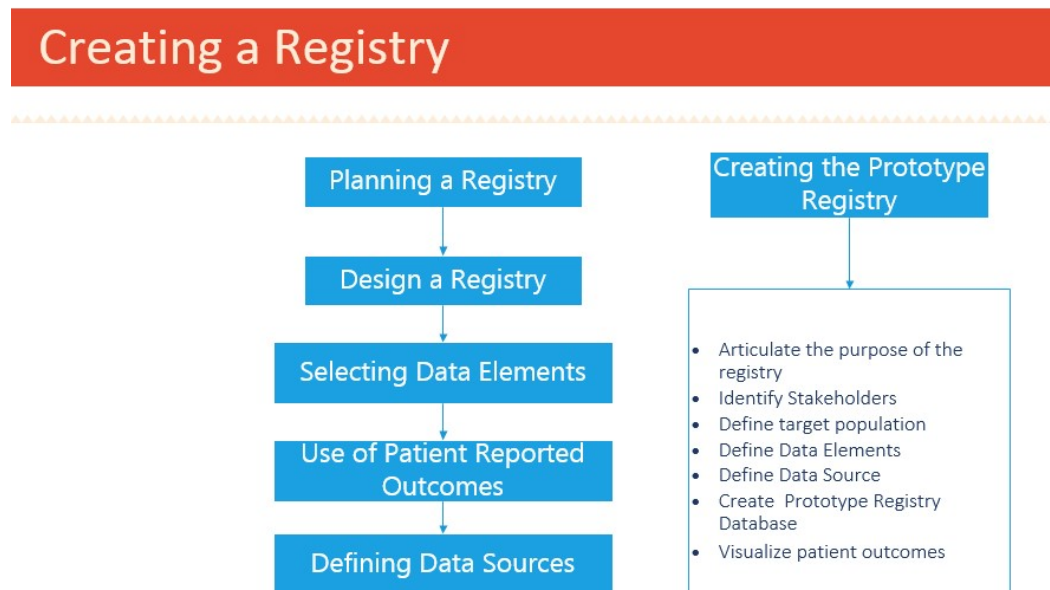 Creating a Registry
Planning a Registry
Design a Registry
Selecting Data Elements
Use of Patient Reported
Outcomes
Defining Data Sources
Creating the Prototype
Registry
• Articulate the purpose of the
registry
• Identify Stakeholders
• Define target population
• Define Data Elements
• Define Data Source
• Create  Prototype Registry
Database
• Visualize patient outcomes